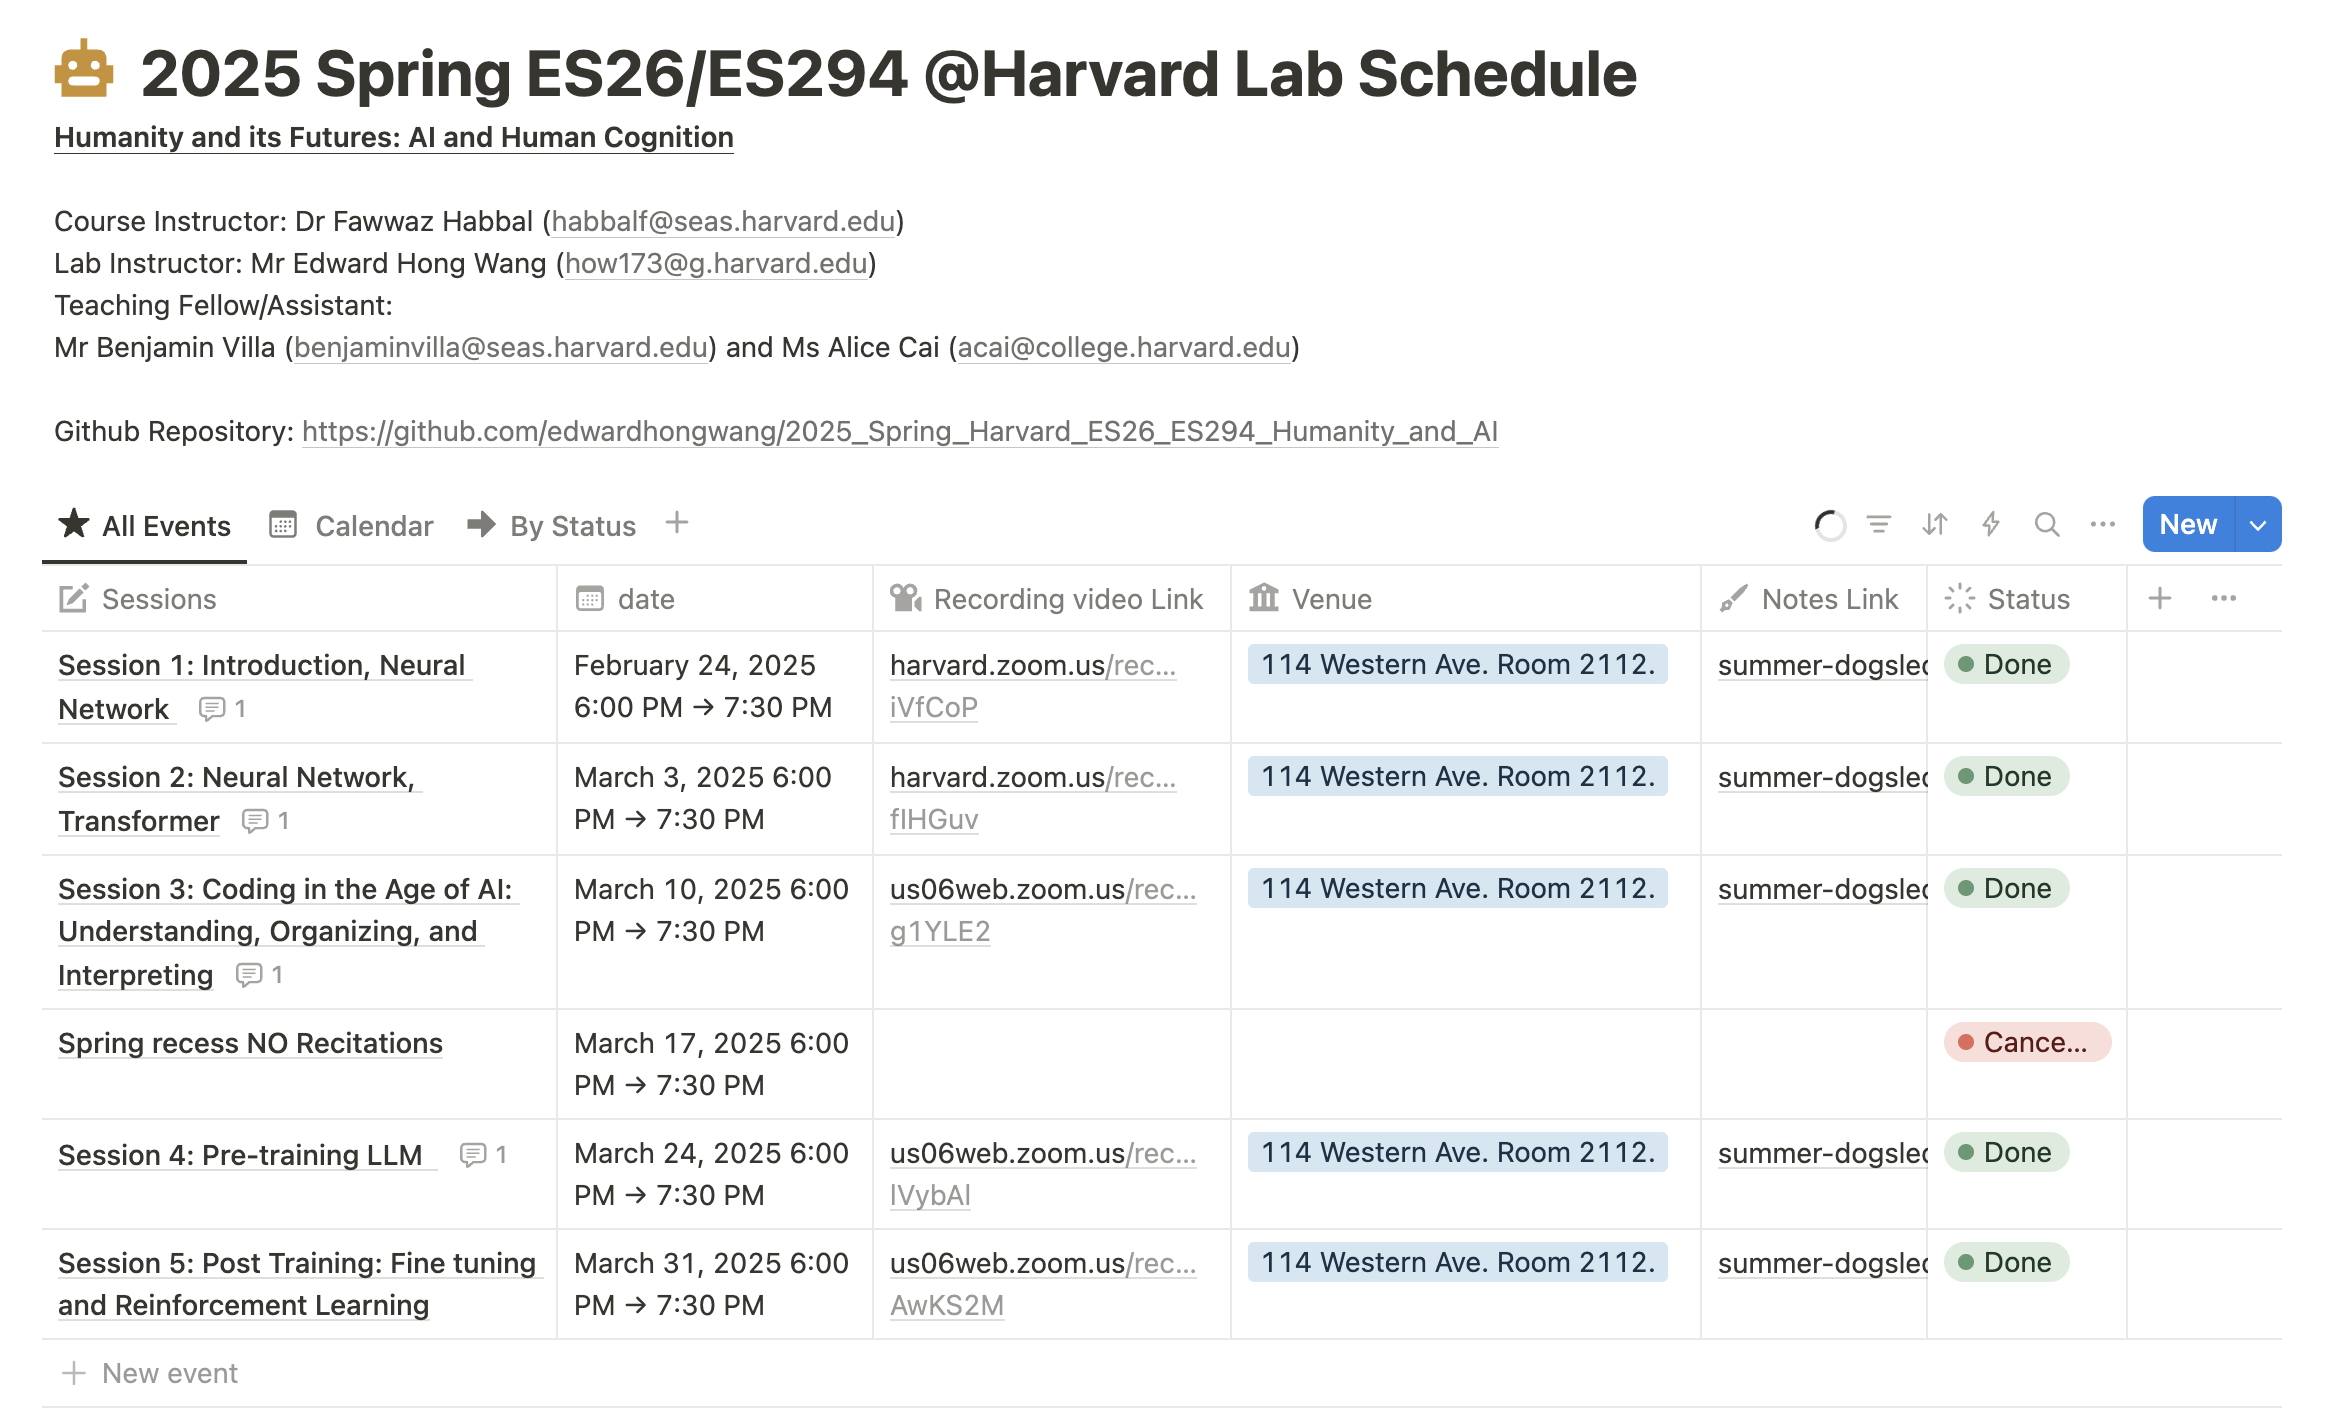 2025 Spring ES26/ES294 @Harvard Lab Schedule
Humanity and its Futures: AI and Human Cognition
Course Instructor: Dr Fawwaz Habbal (habbalf@seas.harvard.edu)
Lab Instructor: Mr Edward Hong Wang (how173@g.harvard.edu)
Teaching Fellow/Assistant:
Mr Benjamin Villa (benjaminvilla@seas.harvard.edu) and Ms Alice Cai (acai@college.harvard.edu)
Github Repository: https://github.com/edwardhongwang/2025_Spring_Harvard_ES26_ES294_Humanity_and_AI
All Events Calendar By Status New
Sessions date Recording video Link Venue Notes Link Status
Session 1: Introduction, Neural February 24, 2025 harvard.zoom.us/rec... 114 Western Ave. Room 2112. summer-dogsled Done
Network 1 6:00 PM → 7:30 PM iVfCoP
Session 2: Neural Network, March 3, 2025 6:00 harvard.zoom.us/rec... 114 Western Ave. Room 2112. summer-dogsled Done
Transformer 1 PM → 7:30 PM fIHGuv
Session 3: Coding in the Age of AI: March 10, 2025 6:00 us06web.zoom.us/rec... 114 Western Ave. Room 2112. summer-dogsled Done
Understanding, Organizing, and PM → 7:30 PM g1YLE2
Interpreting 1
Spring recess NO Recitations March 17, 2025 6:00 Cance...
PM → 7:30 PM
Session 4: Pre-training LLM 1 March 24, 2025 6:00 us06web.zoom.us/rec... 114 Western Ave. Room 2112. summer-dogsled Done
PM → 7:30 PM IVybAI
Session 5: Post Training: Fine tuning March 31, 2025 6:00 us06web.zoom.us/rec... 114 Western Ave. Room 2112. summer-dogsled Done
and Reinforcement Learning PM → 7:30 PM AwKS2M
New event